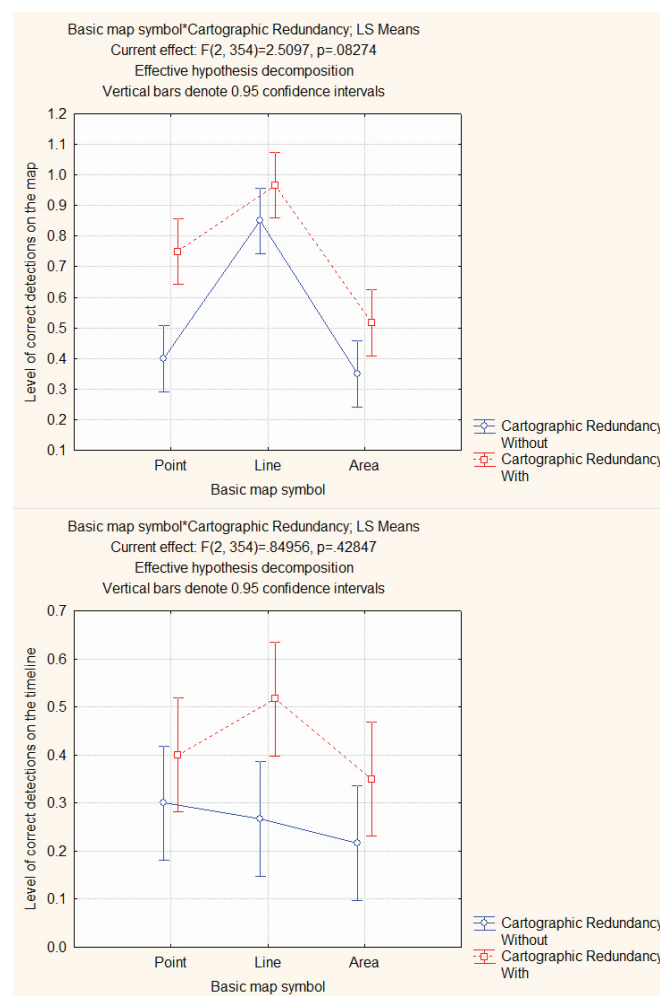 Basic map symbol*Cartographic Redundancy; LS Means
Current effect: F(2, 354)=2.5097, p=.08274
Effective hypothesis decomposition
Vertical bars denote 0.95 confidence intervals
1.2
1.1
1.0
0.9
0.8
0.7
0.6
0.5
0.4
0.3
0.2
0.1
Level of correct detections on the map
Point Line Area
Basic map symbol
Cartographic Redundancy
Without
Cartographic Redundancy
With
Basic map symbol*Cartographic Redundancy; LS Means
Current effect: F(2, 354)=.84956, p=.42847
Effective hypothesis decomposition
Vertical bars denote 0.95 confidence intervals
0.7
0.6
0.5
0.4
0.3
0.2
0.1
0.0
Level of correct detections on the timeline
Point Line Area
Basic map symbol
Cartographic Redundancy
Without
Cartographic Redundancy
With